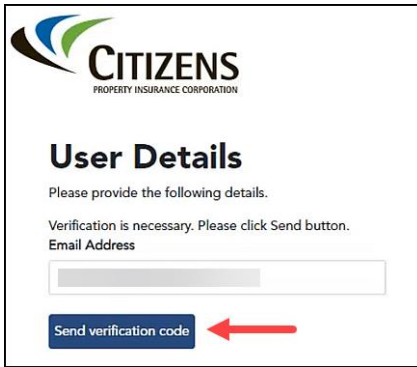 CITIZENS
PROPERTY INSURANCE CORPORATION
User Details
Please provide the following details.
Verification is necessary. Please click Send button.
Email Address
Send verification code